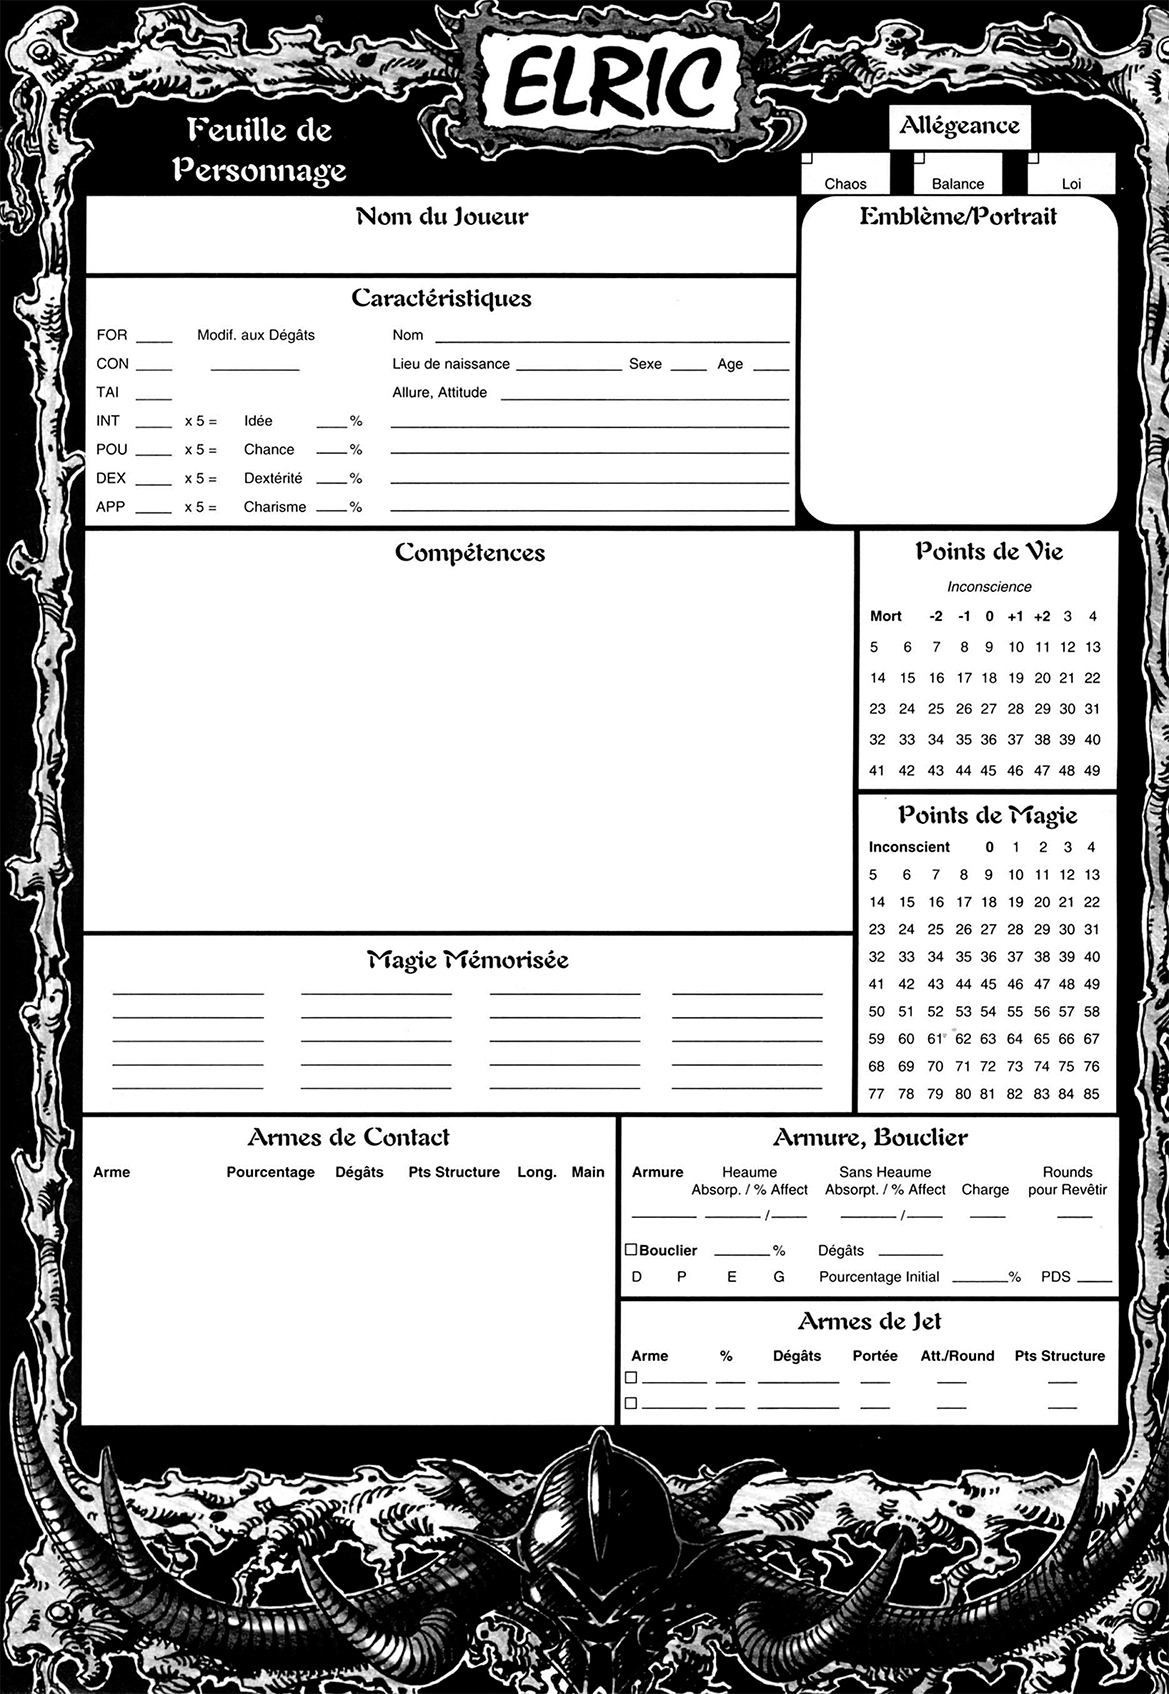 ELRIC
Feuille de
Personnage
Allégeance
Chaos Balance Loi
Nom du Joueur
Emblème/Portrait
Caractéristiques
FOR ____ Modif. aux Dégâts Nom ____
CON ____ ____ Lieu de naissance ____ Sexe ____ Age ____
TAI ____ Allure, Attitude ____
INT ____ x 5 = Idée ____%
POU ____ x 5 = Chance ____%
DEX ____ x 5 = Dextérité ____%
APP ____ x 5 = Charisme ____%
Compétences
Points de Vie
Inconscience
Mort -2 -1 0 +1 +2 3 4
5 6 7 8 9 10 11 12 13
14 15 16 17 18 19 20 21 22
23 24 25 26 27 28 29 30 31
32 33 34 35 36 37 38 39 40
41 42 43 44 45 46 47 48 49
Points de Magie
Inconscient 0 1 2 3 4
5 6 7 8 9 10 11 12 13
14 15 16 17 18 19 20 21 22
23 24 25 26 27 28 29 30 31
32 33 34 35 36 37 38 39 40
41 42 43 44 45 46 47 48 49
50 51 52 53 54 55 56 57 58
59 60 61 62 63 64 65 66 67
68 69 70 71 72 73 74 75 76
77 78 79 80 81 82 83 84 85
Magie Mémorisée
Armes de Contact
Arme Pourcentage Dégâts Pts Structure Long. Main
Armure, Bouclier
Armure Heaume Sans Heaume Rounds
Absorp. / % Affect Absorpt. / % Affect Charge pour Revêtir
____ ____ /____ ____ /____ ____ ____
Bouclier ____% Dégâts ____
D P E G Pourcentage Initial ____% PDS ____
Armes de Jet
Arme % Dégâts Portée Att./Round Pts Structure